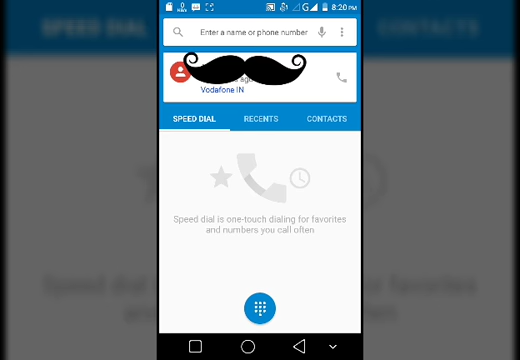 8:20 PM
Enter a name or phone number
Vodafone IN
SPEED DIAL
RECENTS
CONTACTS
Speed dial is one-touch dialing for favorites
and numbers you call often